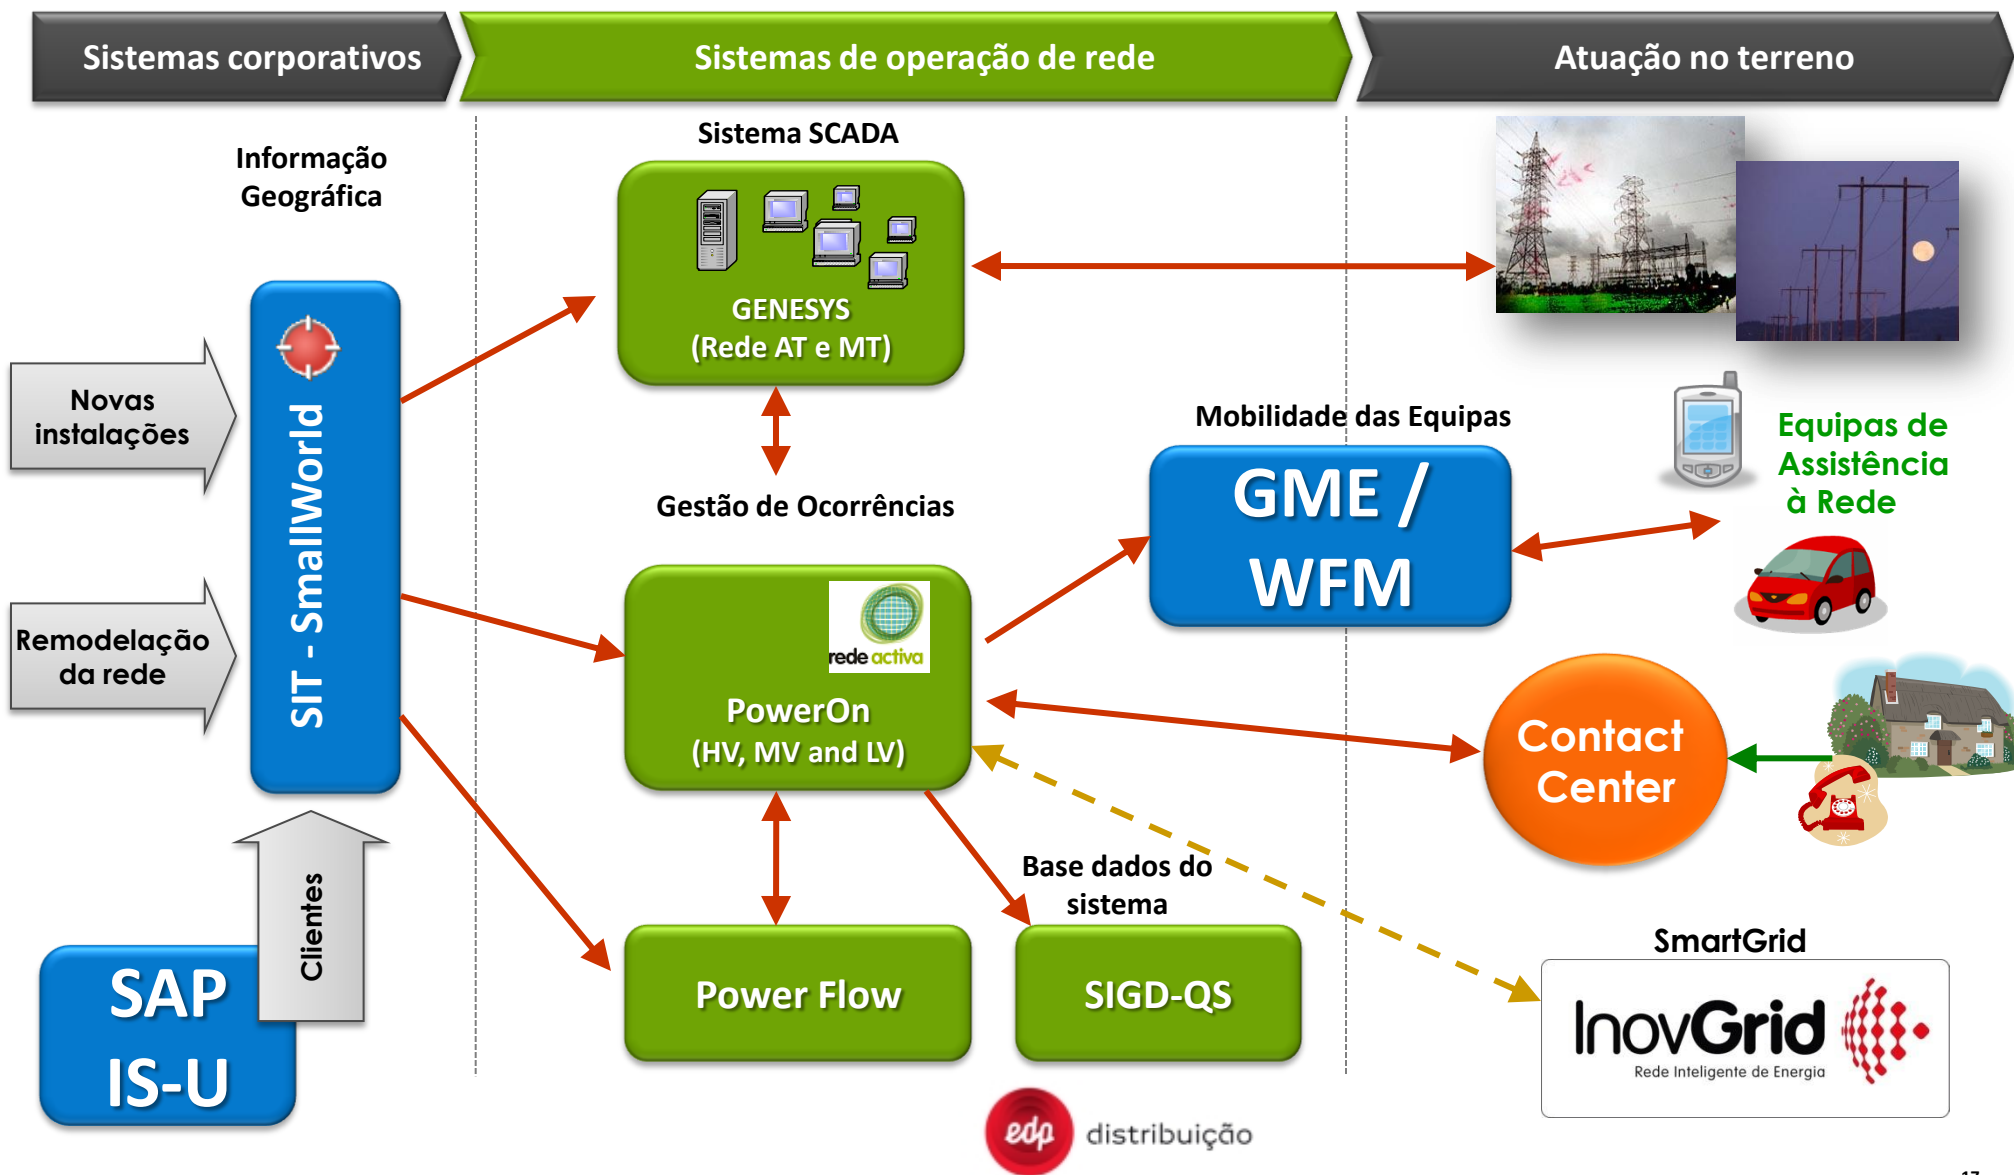 Sistemas corporativos
Sistemas de operação de rede
Atuação no terreno
Informação
Geográfica
Sistema SCADA
GENESYS
(Rede AT e MT)
Novas
instalações
Remodelação
da rede
SIT - SmallWorld
Clientes
SAP
IS-U
Gestão de Ocorrências
rede activa
PowerOn
(HV, MV and LV)
Mobilidade das Equipas
GME /
WFM
Equipas de
Assistência
à Rede
Contact
Center
Base dados do
sistema
Power Flow
SIGD-QS
SmartGrid
InovGrid
Rede Inteligente de Energia
edp distribuição
17